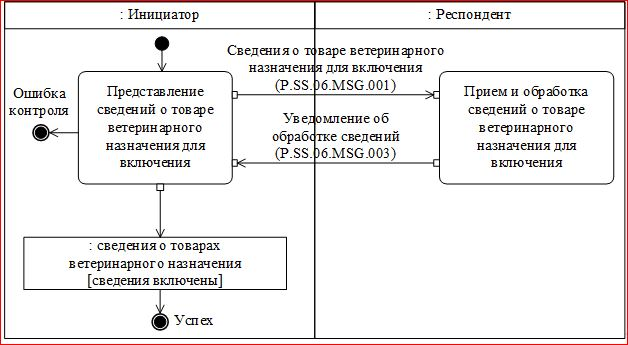 : Инициатор
: Респондент
Сведения о товаре ветеринарного
назначения для включения
(P.SS.06.MSG.001)
Ошибка
контроля
Представление
сведений о товаре
ветеринарного
назначения для
включения
Прием и обработка
сведений о товаре
ветеринарного
назначения для
включения
Уведомление об
обработке сведений
(P.SS.06.MSG.003)
: сведения о товарах
ветеринарного назначения
[сведения включены]
Успех